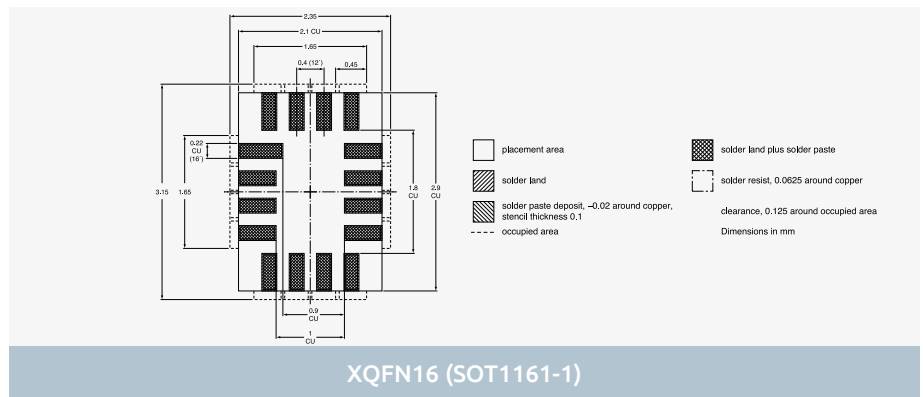 2.35
2.1 CU
1.65
0.4 (12˟)
0.45
0.22
CU
(16˟)
3.15
1.65
1.8
CU
2.9
CU
0.9
CU
1
CU
placement area
solder land
solder paste deposit, –0.02 around copper,
stencil thickness 0.1
occupied area
solder land plus solder paste
solder resist, 0.0625 around copper
clearance, 0.125 around occupied area
Dimensions in mm
XQFN16 (SOT1161-1)